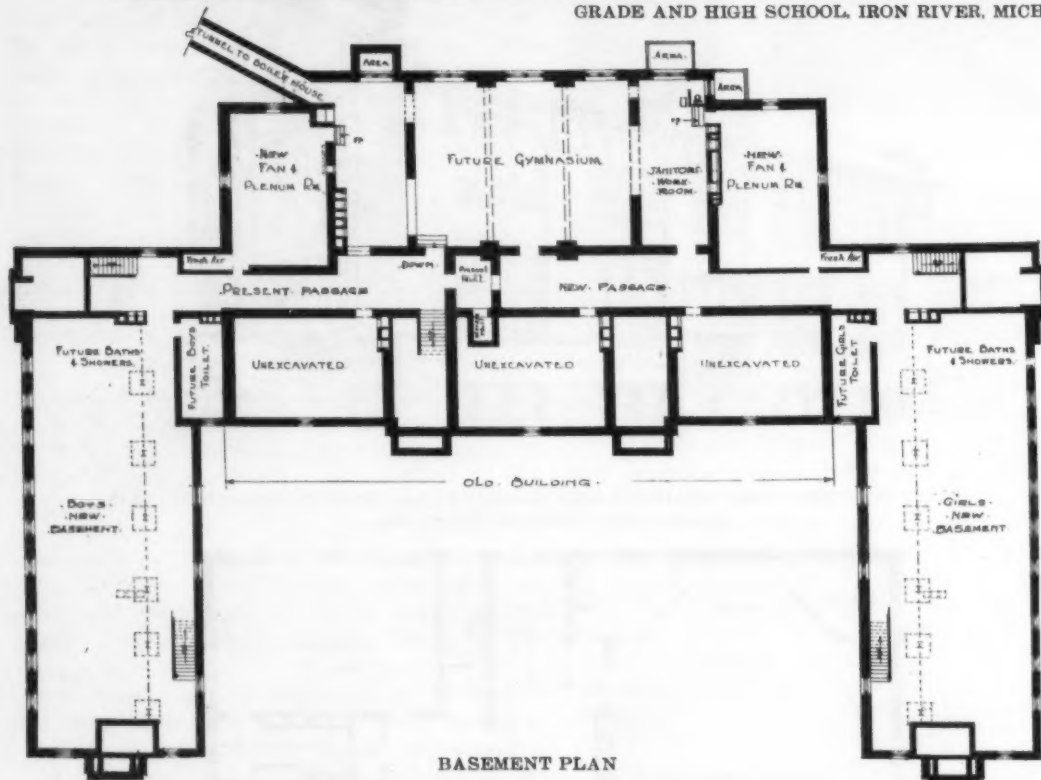 GRADE AND HIGH SCHOOL, IRON RIVER, MICH
TUNNEL TO BOILER HOUSE
AREA
AREA
AREA
NEW
FAN &
PLENUM RM
UP
FUTURE GYMNASIUM
JANITORS
WORK
ROOM
UP
NEW
FAN &
PLENUM RM
Fresh Air
DOWN
Fresh Air
PRESENT PASSAGE
NEW PASSAGE
FUTURE BATHS
& SHOWERS
FUTURE BOYS
TOILET
UNEXCAVATED
UNEXCAVATED
UNEXCAVATED
FUTURE GIRLS
TOILET
FUTURE BATHS
& SHOWERS
OLD BUILDING
BOYS
NEW
BASEMENT
GIRLS
NEW
BASEMENT
BASEMENT PLAN